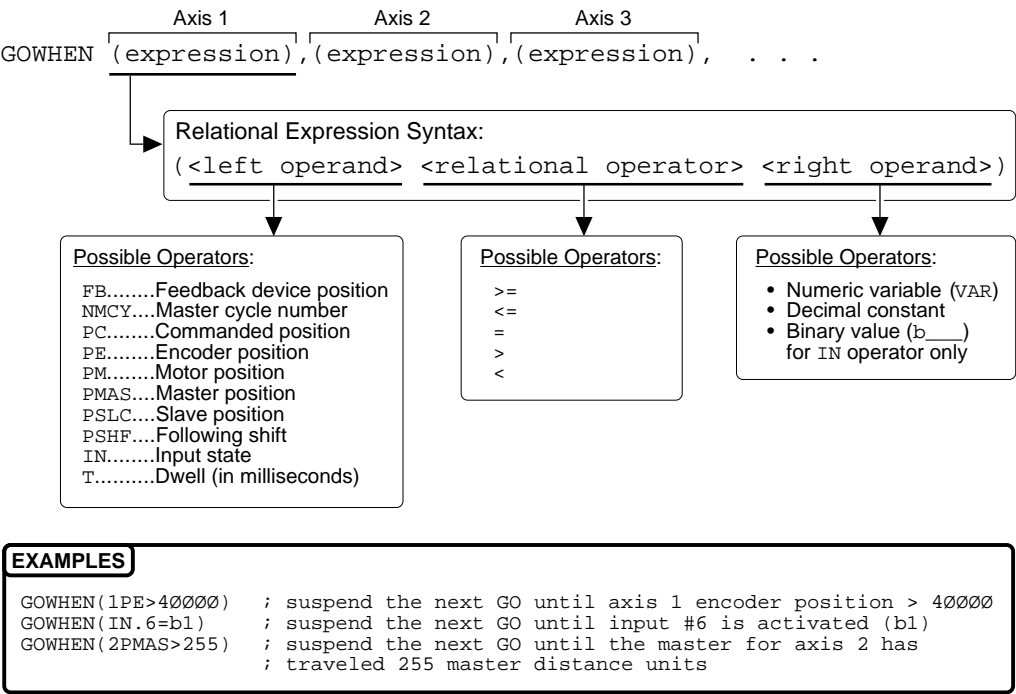 Axis 1 Axis 2 Axis 3
GOWHEN (expression),(expression),(expression), . . .
Relational Expression Syntax:
(<left operand> <relational operator> <right operand>)
Possible Operators:
FB........Feedback device position
NMCY....Master cycle number
PC........Commanded position
PE........Encoder position
PM........Motor position
PMAS....Master position
PSLC....Slave position
PSHF....Following shift
IN........Input state
T..........Dwell (in milliseconds)
Possible Operators:
>=
<=
=
>
<
Possible Operators:
• Numeric variable (VAR)
• Decimal constant
• Binary value (b___)
for IN operator only
EXAMPLES
GOWHEN(1PE>4ØØØØ) ; suspend the next GO until axis 1 encoder position > 4ØØØØ
GOWHEN(IN.6=b1) ; suspend the next GO until input #6 is activated (b1)
GOWHEN(2PMAS>255) ; suspend the next GO until the master for axis 2 has
; traveled 255 master distance units